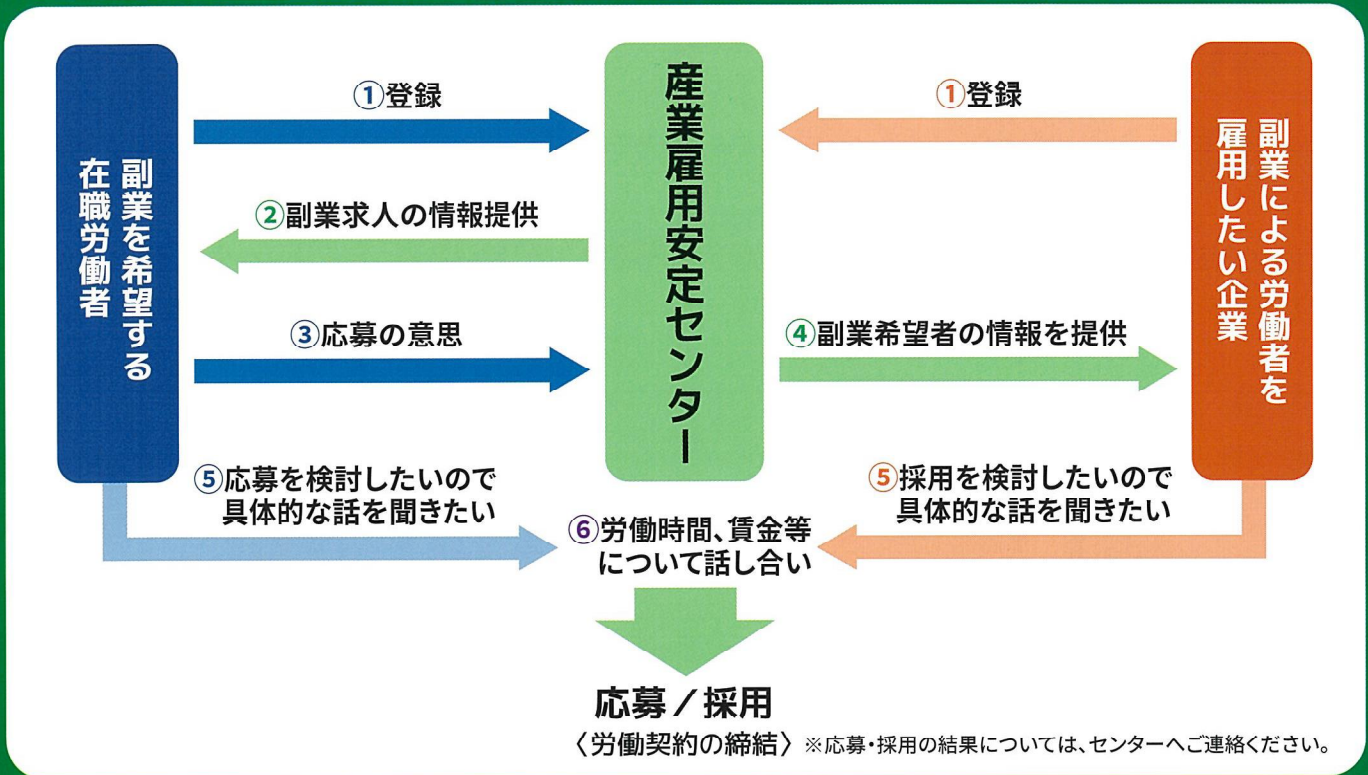 副業を希望する
在職労働者
①登録
②副業求人の情報提供
③応募の意思
⑤応募を検討したいので
具体的な話を聞きたい
産業雇用安定センター
①登録
④副業希望者の情報を提供
⑤採用を検討したいので
具体的な話を聞きたい
副業による労働者を
雇用したい企業
⑥労働時間、賃金等
について話し合い
応募／採用
〈労働契約の締結〉 ※応募・採用の結果については、センターへご連絡ください。